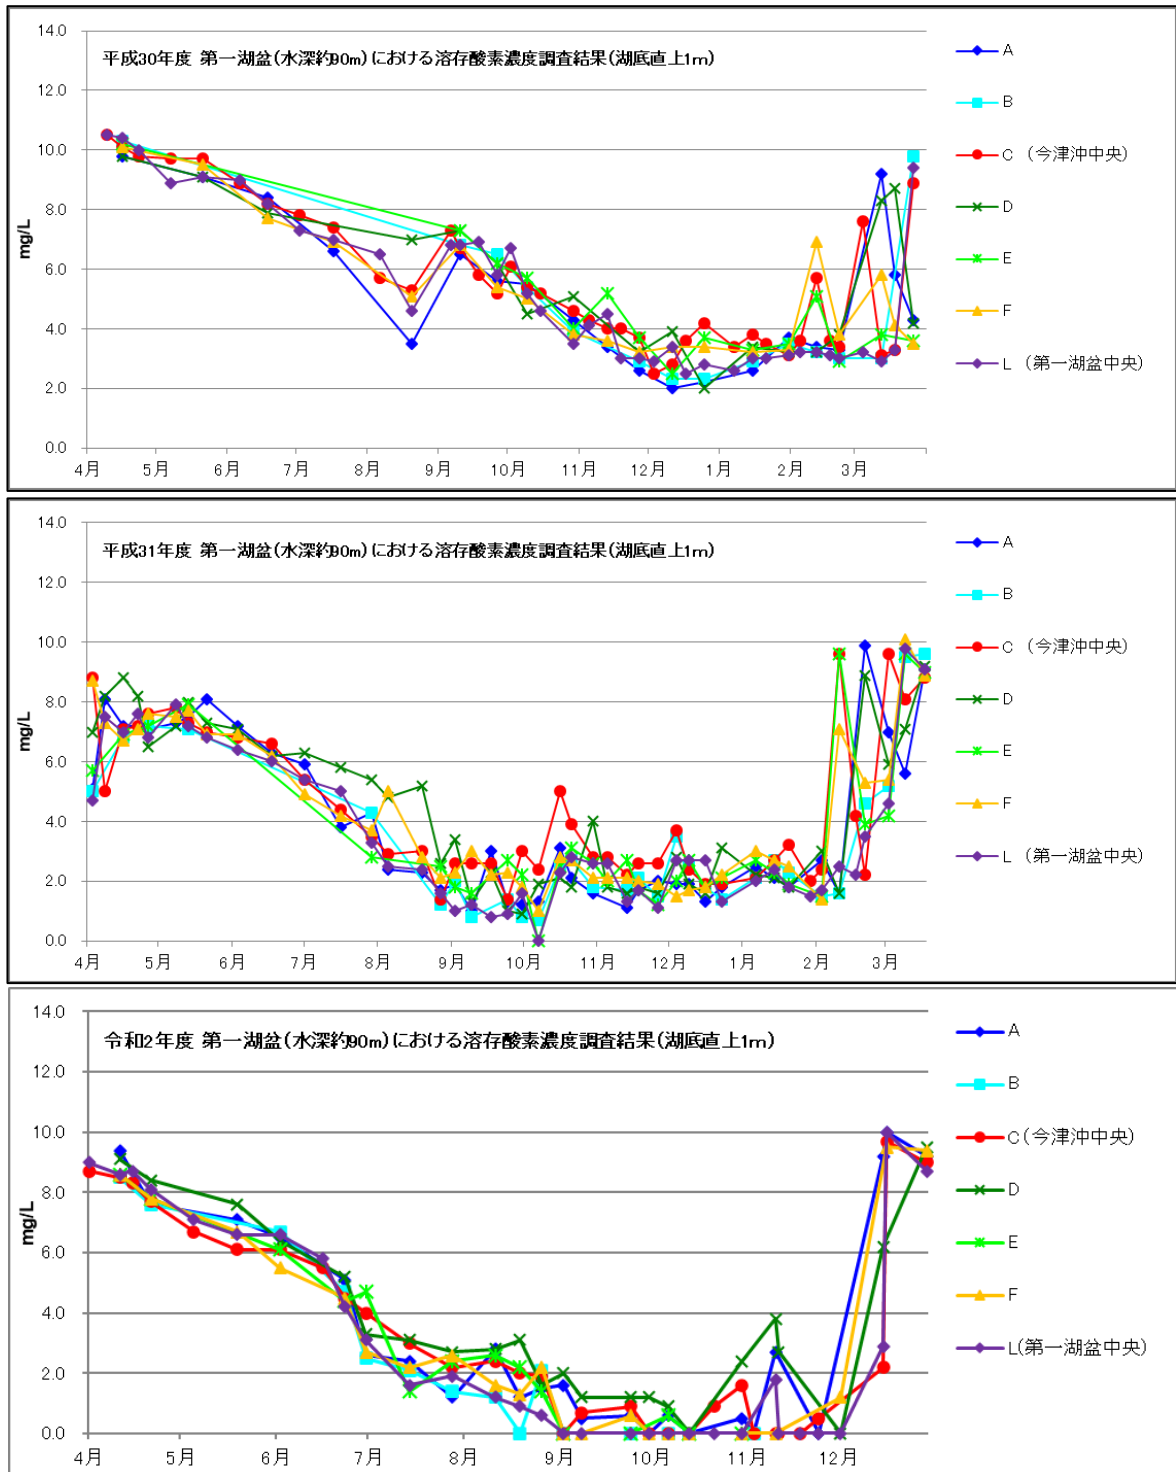 平成30年度 第一湖盆(水深約90m)における溶存酸素濃度調査結果(湖底直上1m)
mg/L
14.0
12.0
10.0
8.0
6.0
4.0
2.0
0.0
4月 5月 6月 7月 8月 9月 10月 11月 12月 1月 2月 3月
A
B
C (今津沖中央)
D
E
F
L (第一湖盆中央)
平成31年度 第一湖盆(水深約90m)における溶存酸素濃度調査結果(湖底直上1m)
mg/L
14.0
12.0
10.0
8.0
6.0
4.0
2.0
0.0
4月 5月 6月 7月 8月 9月 10月 11月 12月 1月 2月 3月
A
B
C (今津沖中央)
D
E
F
L (第一湖盆中央)
令和2年度 第一湖盆(水深約90m)における溶存酸素濃度調査結果(湖底直上1m)
mg/L
14.0
12.0
10.0
8.0
6.0
4.0
2.0
0.0
4月 5月 6月 7月 8月 9月 10月 11月 12月
A
B
C(今津沖中央)
D
E
F
L(第一湖盆中央)